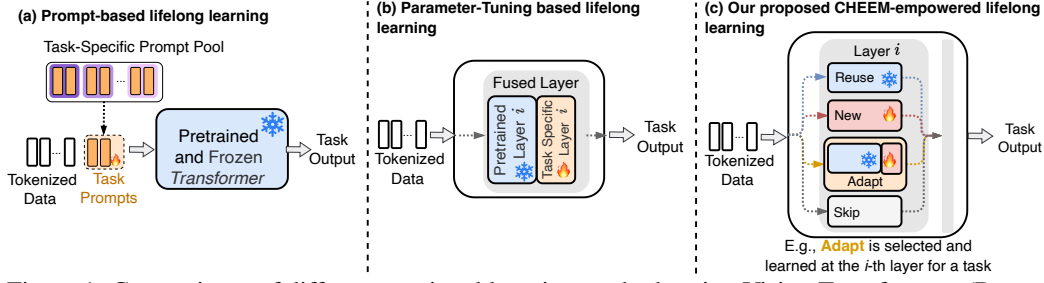 (a) Prompt-based lifelong learning
Task-Specific Prompt Pool
...
...
Tokenized
Data
Task
Prompts
Pretrained
and Frozen
Transformer
Task
Output
(b) Parameter-Tuning based lifelong
learning
Fused Layer
...
Tokenized
Data
Pretrained
Layer i
Task Specific
Layer i
Task
Output
(c) Our proposed CHEEM-empowered lifelong
learning
Layer i
Reuse
New
Adapt
Skip
...
Tokenized
Data
Task
Output
E.g., Adapt is selected and
learned at the i-th layer for a task